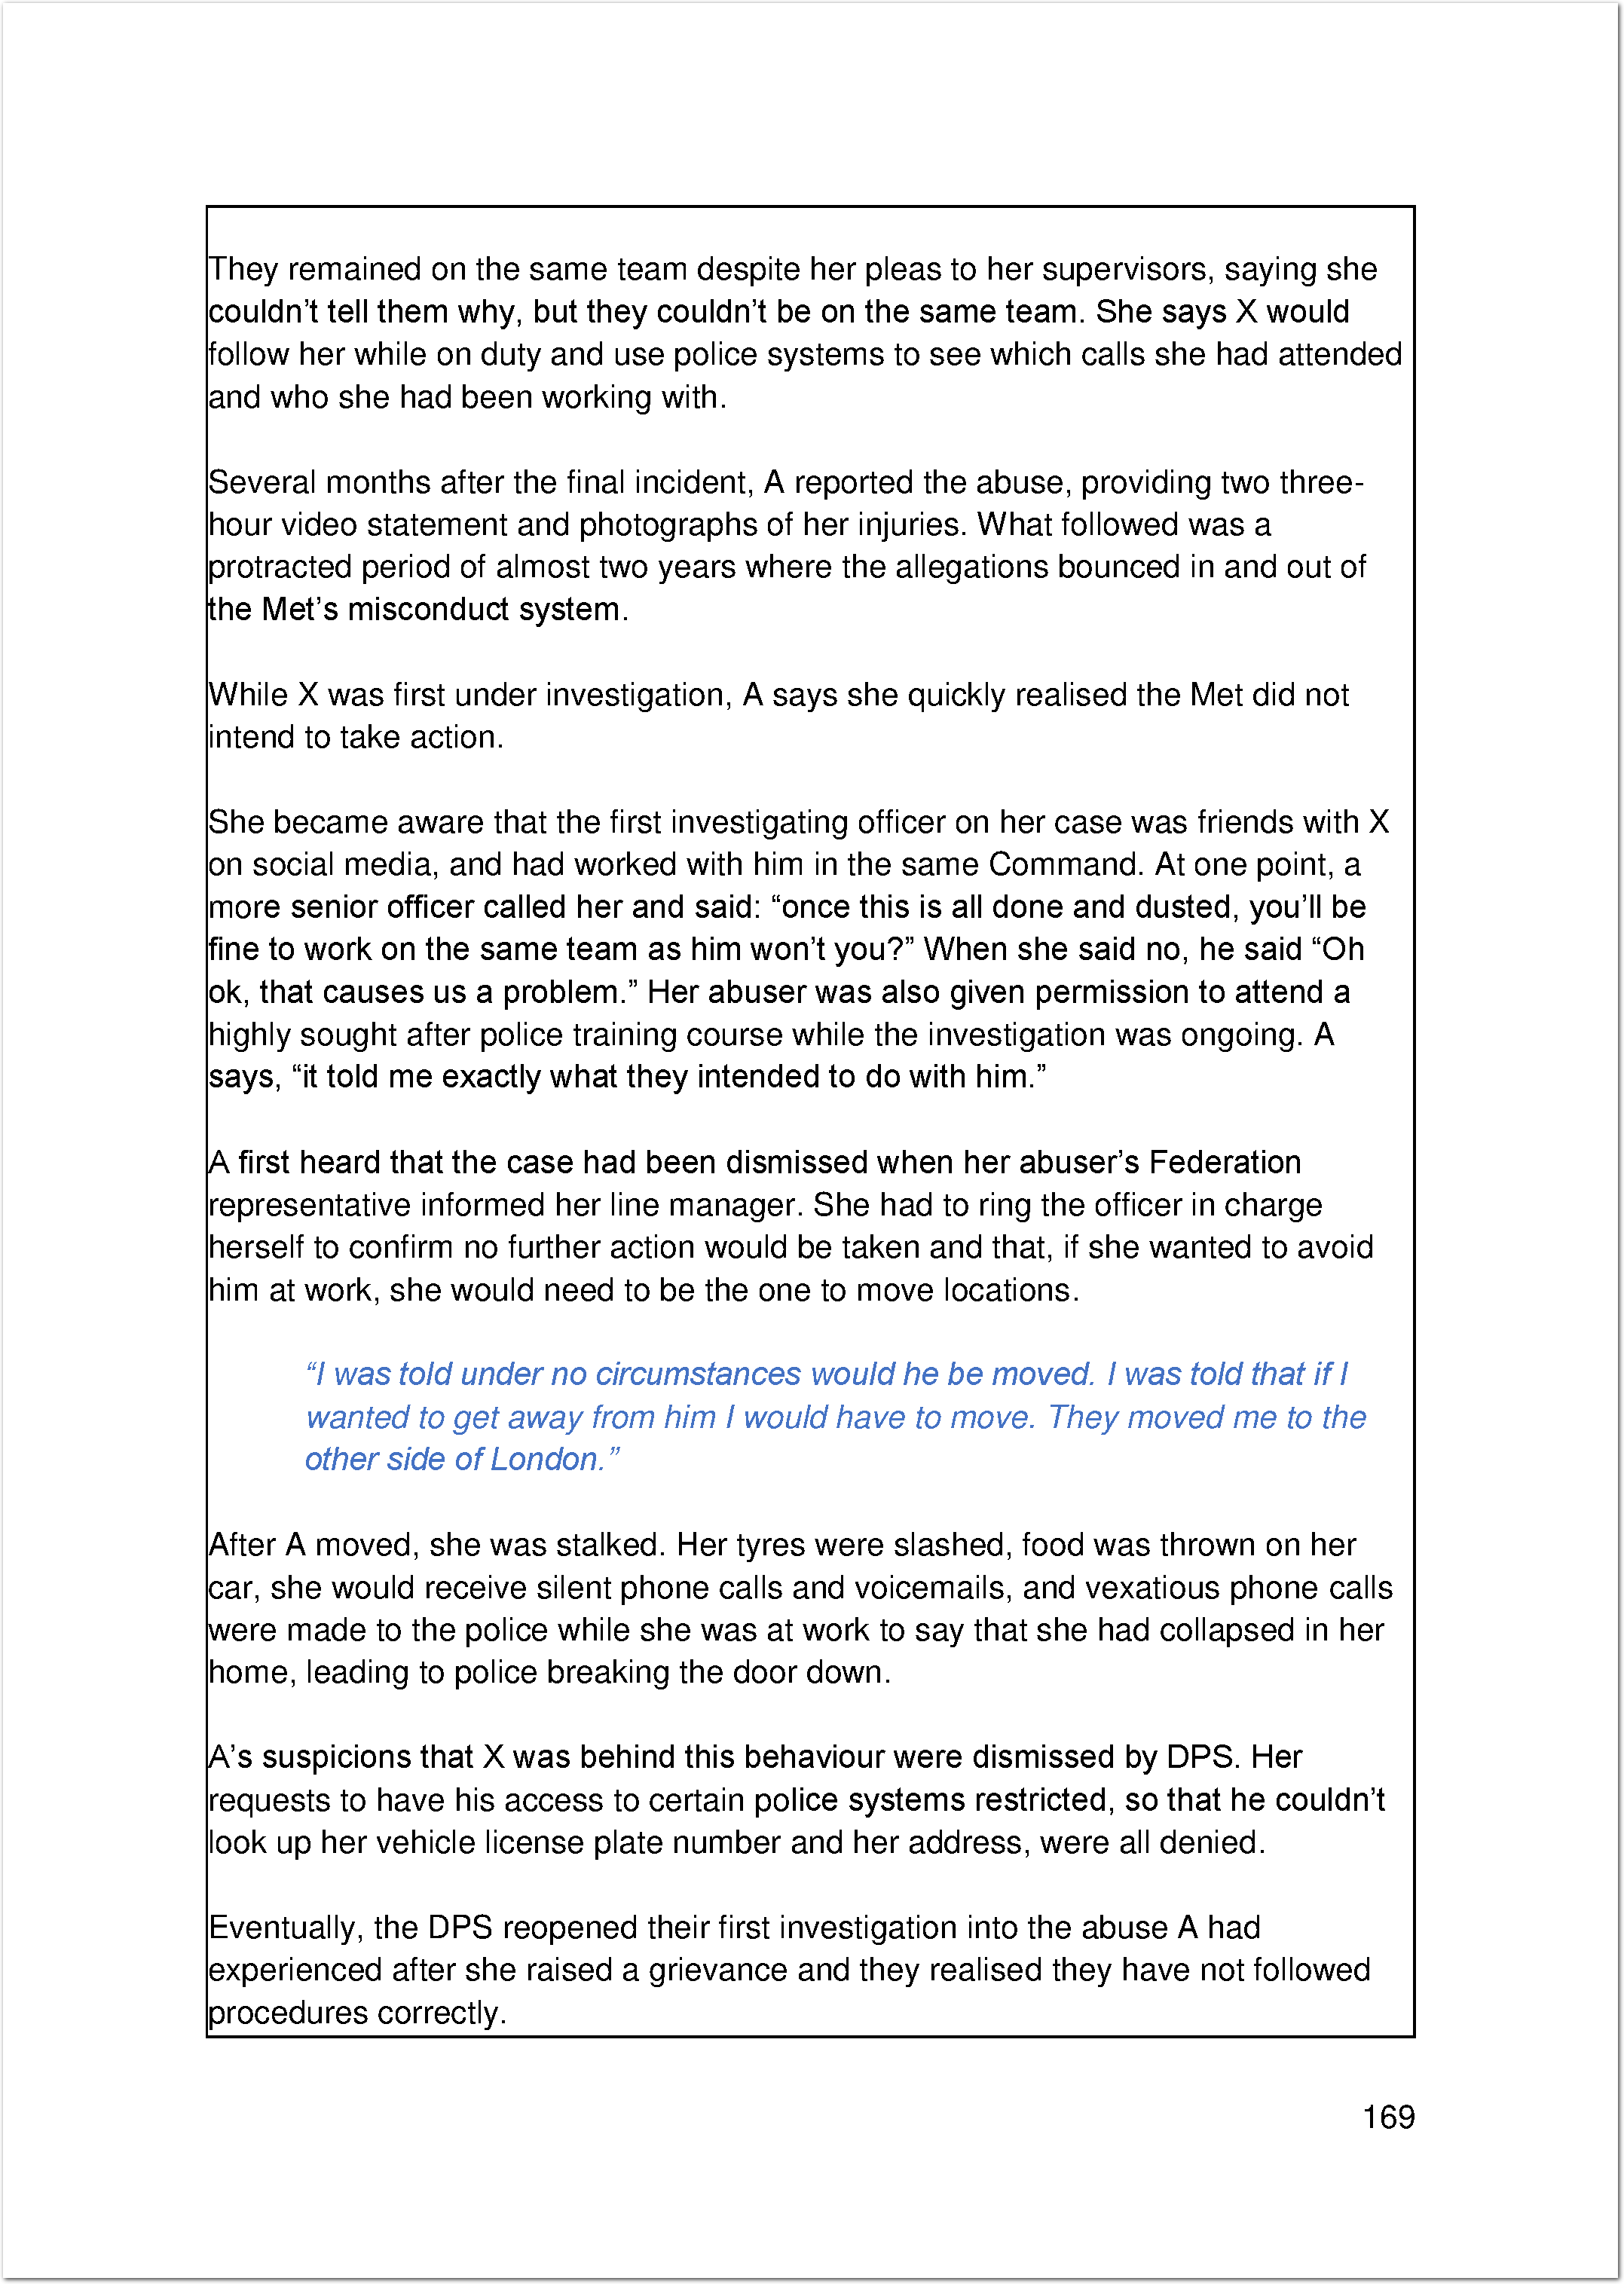 They remained on the same team despite her pleas to her supervisors, saying she
couldn’t tell them why, but they couldn’t be on the same team. She says X would
follow her while on duty and use police systems to see which calls she had attended
and who she had been working with.
Several months after the final incident, A reported the abuse, providing two three-
hour video statement and photographs of her injuries. What followed was a
protracted period of almost two years where the allegations bounced in and out of
the Met’s misconduct system.
While X was first under investigation, A says she quickly realised the Met did not
intend to take action.
She became aware that the first investigating officer on her case was friends with X
on social media, and had worked with him in the same Command. At one point, a
more senior officer called her and said: “once this is all done and dusted, you’ll be
fine to work on the same team as him won’t you?” When she said no, he said “Oh
ok, that causes us a problem.” Her abuser was also given permission to attend a
highly sought after police training course while the investigation was ongoing. A
says, “it told me exactly what they intended to do with him.”
A first heard that the case had been dismissed when her abuser’s Federation
representative informed her line manager. She had to ring the officer in charge
herself to confirm no further action would be taken and that, if she wanted to avoid
him at work, she would need to be the one to move locations.
“I was told under no circumstances would he be moved. I was told that if I
wanted to get away from him I would have to move. They moved me to the
other side of London.”
After A moved, she was stalked. Her tyres were slashed, food was thrown on her
car, she would receive silent phone calls and voicemails, and vexatious phone calls
were made to the police while she was at work to say that she had collapsed in her
home, leading to police breaking the door down.
A’s suspicions that X was behind this behaviour were dismissed by DPS. Her
requests to have his access to certain police systems restricted, so that he couldn’t
look up her vehicle license plate number and her address, were all denied.
Eventually, the DPS reopened their first investigation into the abuse A had
experienced after she raised a grievance and they realised they have not followed
procedures correctly.
169